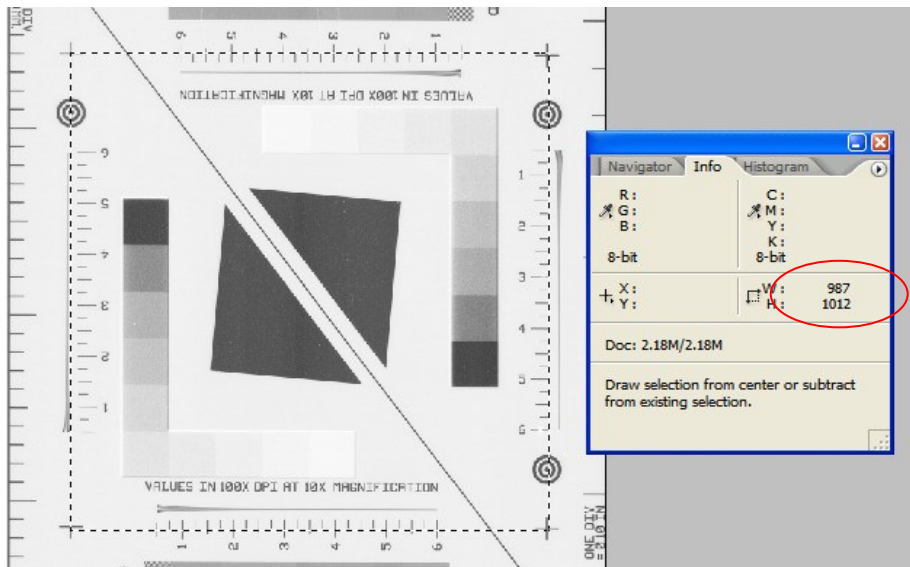 DIV
MM.
6 5 4 3 2 1
VALUES IN 100X DPI AT 10X MAGNIFICATION
6
5
4
3
2
1
1
2
3
4
5
6
VALUES IN 100X DPI AT 10X MAGNIFICATION
1 2 3 4 5 6
ONE DIV
Navigator Info Histogram
R: C:
G: M:
B: Y:
K:
8-bit 8-bit
X: W: 987
Y: H: 1012
Doc: 2.18M/2.18M
Draw selection from center or subtract
from existing selection.